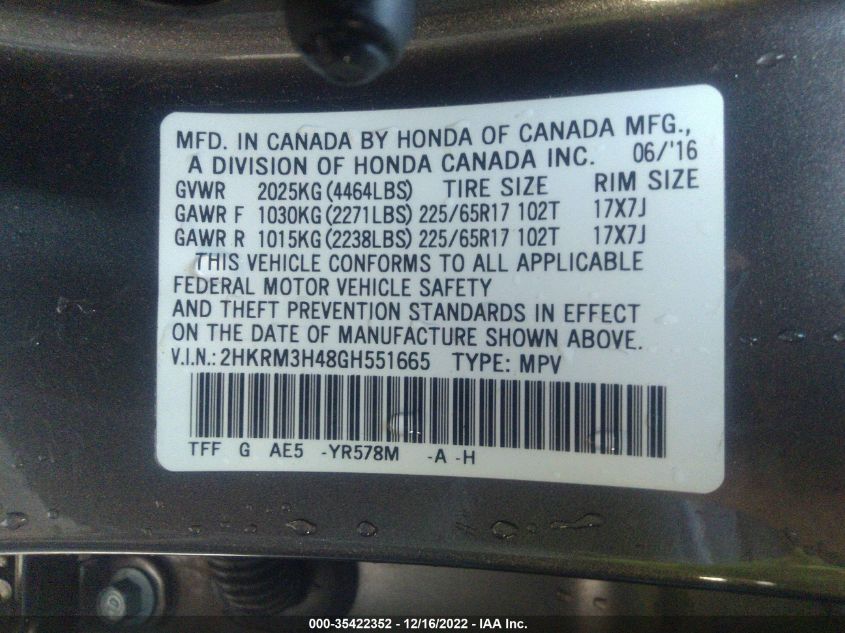 MFD. IN CANADA BY HONDA OF CANADA MFG.,
A DIVISION OF HONDA CANADA INC. 06/'16
GVWR 2025KG (4464LBS) TIRE SIZE RIM SIZE
GAWR F 1030KG (2271LBS) 225/65R17 102T 17X7J
GAWR R 1015KG (2238LBS) 225/65R17 102T 17X7J
THIS VEHICLE CONFORMS TO ALL APPLICABLE
FEDERAL MOTOR VEHICLE SAFETY
AND THEFT PREVENTION STANDARDS IN EFFECT
ON THE DATE OF MANUFACTURE SHOWN ABOVE.
V.I.N.: 2HKRM3H48GH551665 TYPE: MPV
TFF G AE5 -YR578M -A -H
000-35422352 - 12/16/2022 - IAA Inc.